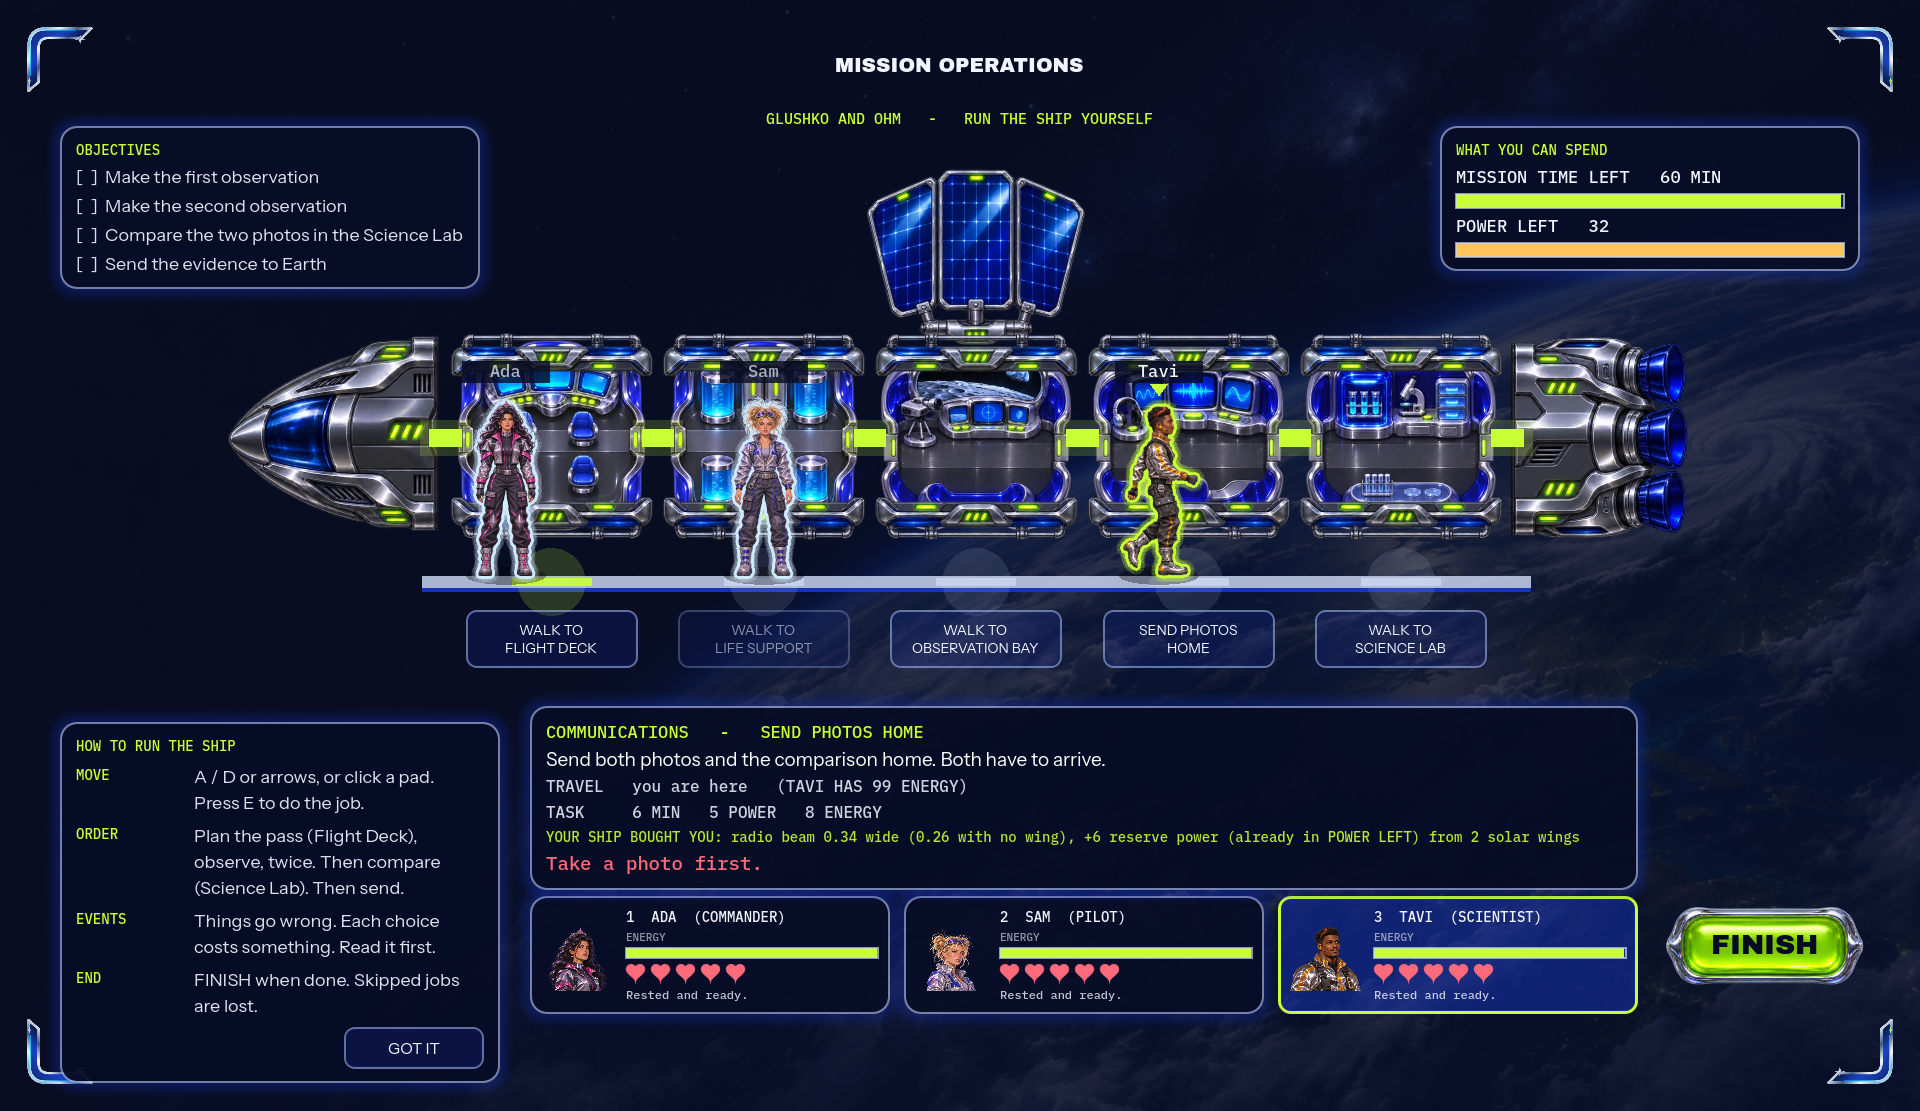 MISSION OPERATIONS
GLUSHKO AND OHM - RUN THE SHIP YOURSELF
OBJECTIVES
[ ] Make the first observation
[ ] Make the second observation
[ ] Compare the two photos in the Science Lab
[ ] Send the evidence to Earth
WHAT YOU CAN SPEND
MISSION TIME LEFT 60 MIN
POWER LEFT 32
Ada
Sam
Tavi
WALK TO
FLIGHT DECK
WALK TO
LIFE SUPPORT
WALK TO
OBSERVATION BAY
SEND PHOTOS
HOME
WALK TO
SCIENCE LAB
HOW TO RUN THE SHIP
MOVE A / D or arrows, or click a pad.
Press E to do the job.
ORDER Plan the pass (Flight Deck),
observe, twice. Then compare
(Science Lab). Then send.
EVENTS Things go wrong. Each choice
costs something. Read it first.
END FINISH when done. Skipped jobs
are lost.
GOT IT
COMMUNICATIONS - SEND PHOTOS HOME
Send both photos and the comparison home. Both have to arrive.
TRAVEL you are here (TAVI HAS 99 ENERGY)
TASK 6 MIN 5 POWER 8 ENERGY
YOUR SHIP BOUGHT YOU: radio beam 0.34 wide (0.26 with no wing), +6 reserve power (already in POWER LEFT) from 2 solar wings
Take a photo first.
1 ADA (COMMANDER)
ENERGY
Rested and ready.
2 SAM (PILOT)
ENERGY
Rested and ready.
3 TAVI (SCIENTIST)
ENERGY
Rested and ready.
FINISH